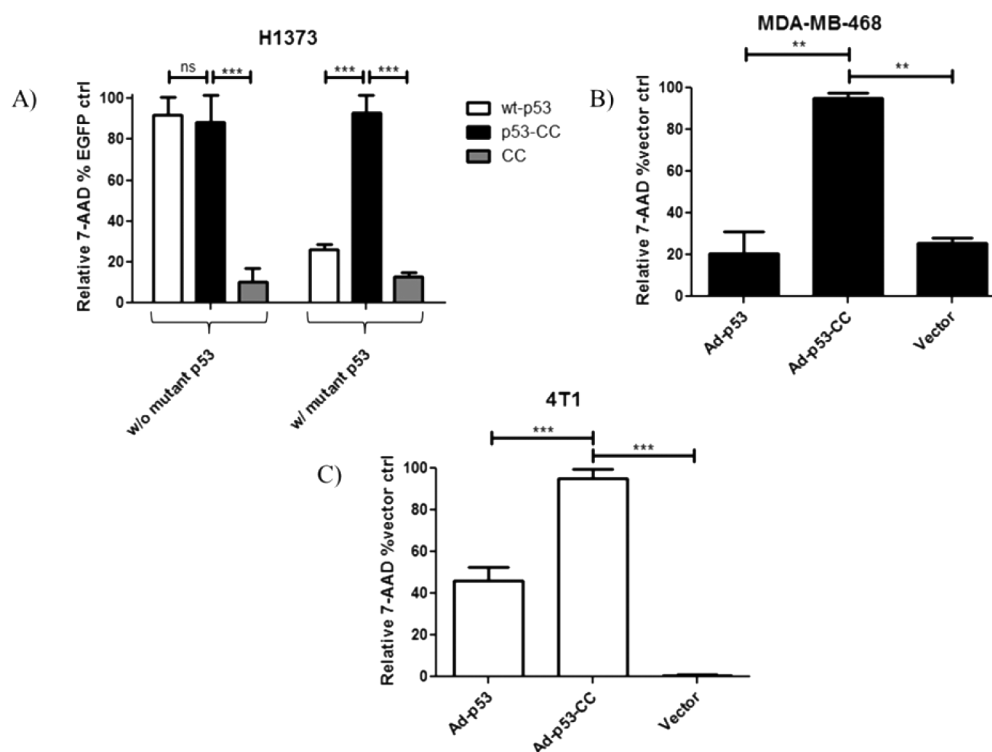 H1373
A)
ns
***
***
***
Relative 7-AAD % EGFP ctrl
100
80
60
40
20
0
w/o mutant p53
w/ mutant p53
wt-p53
p53-CC
CC
MDA-MB-468
B)
**
**
Relative 7-AAD %vector ctrl
100
80
60
40
20
0
Ad-p53
Ad-p53-CC
Vector
4T1
C)
***
***
Relative 7-AAD %vector ctrl
100
80
60
40
20
0
Ad-p53
Ad-p53-CC
Vector